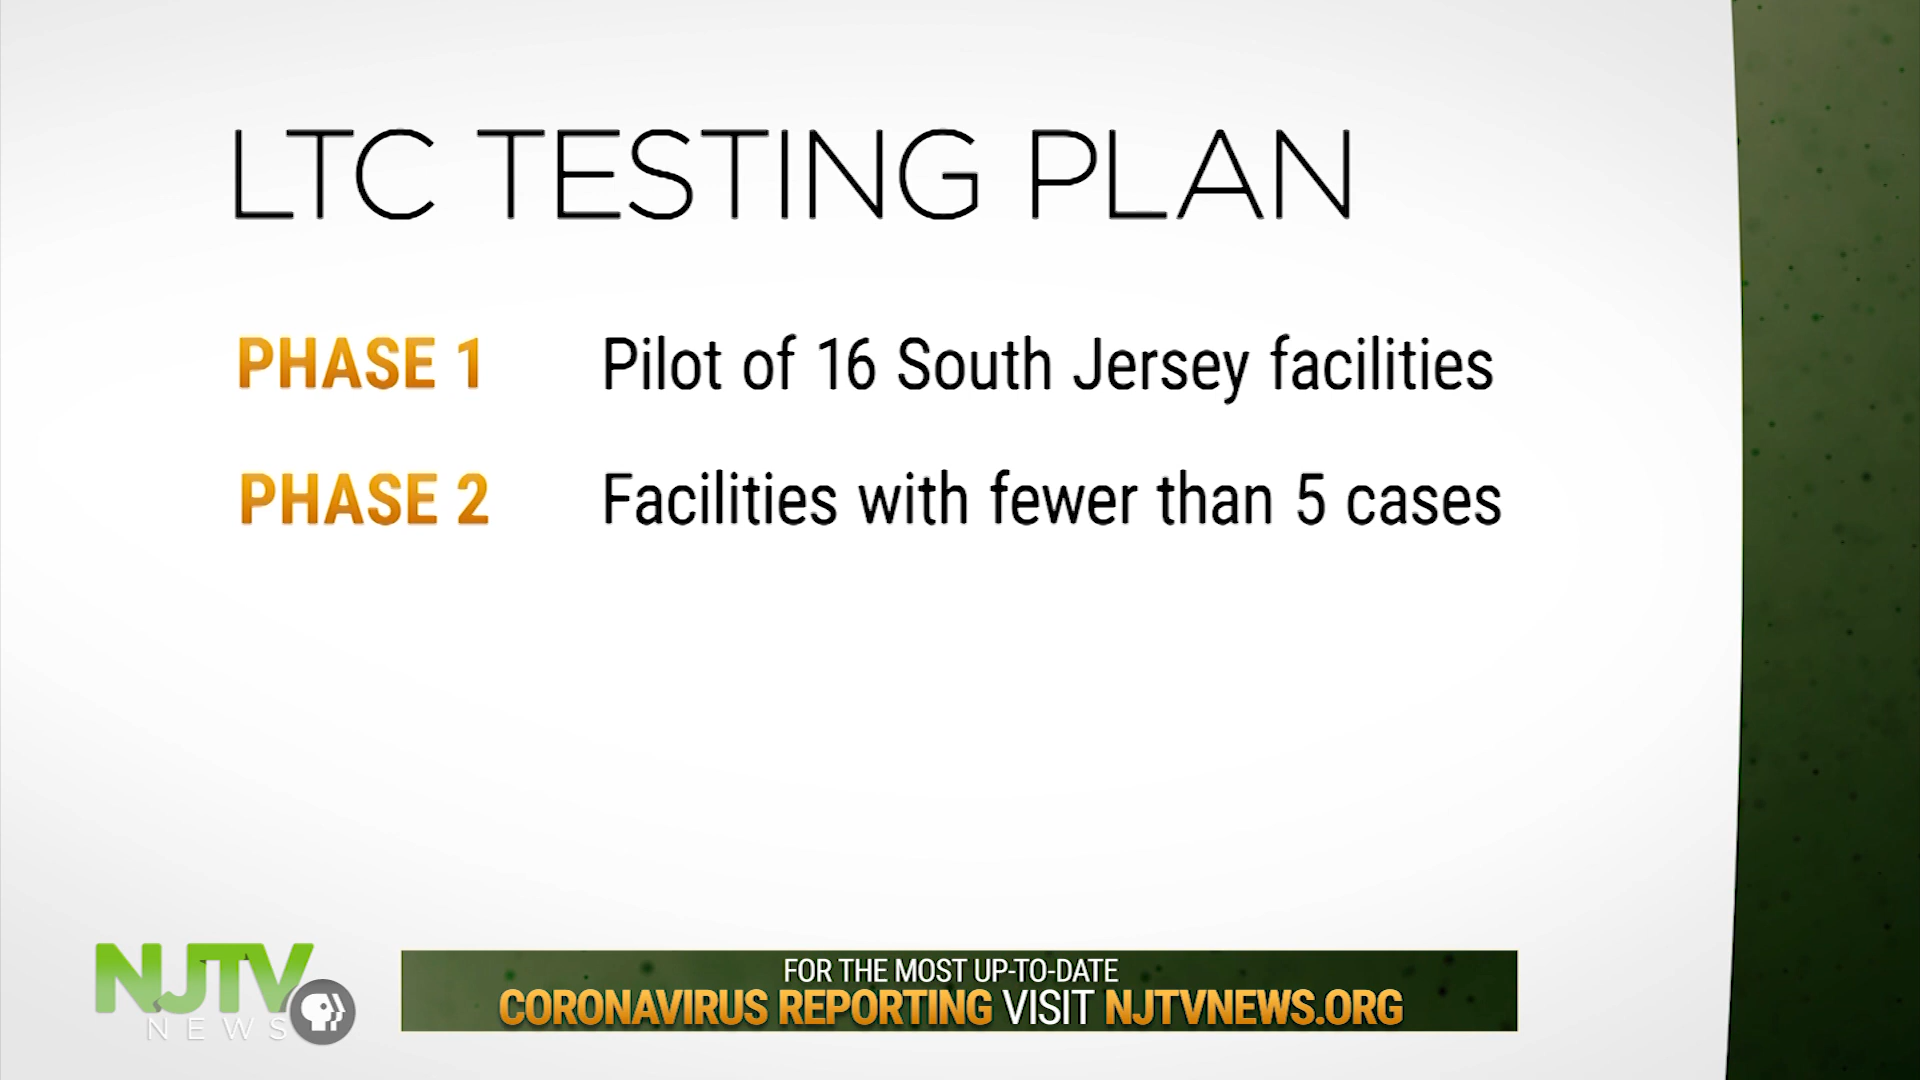 LTC TESTING PLAN
PHASE 1 Pilot of 16 South Jersey facilities
PHASE 2 Facilities with fewer than 5 cases
NJTV
NEWS
FOR THE MOST UP-TO-DATE
CORONAVIRUS REPORTING VISIT NJTVNEWS.ORG